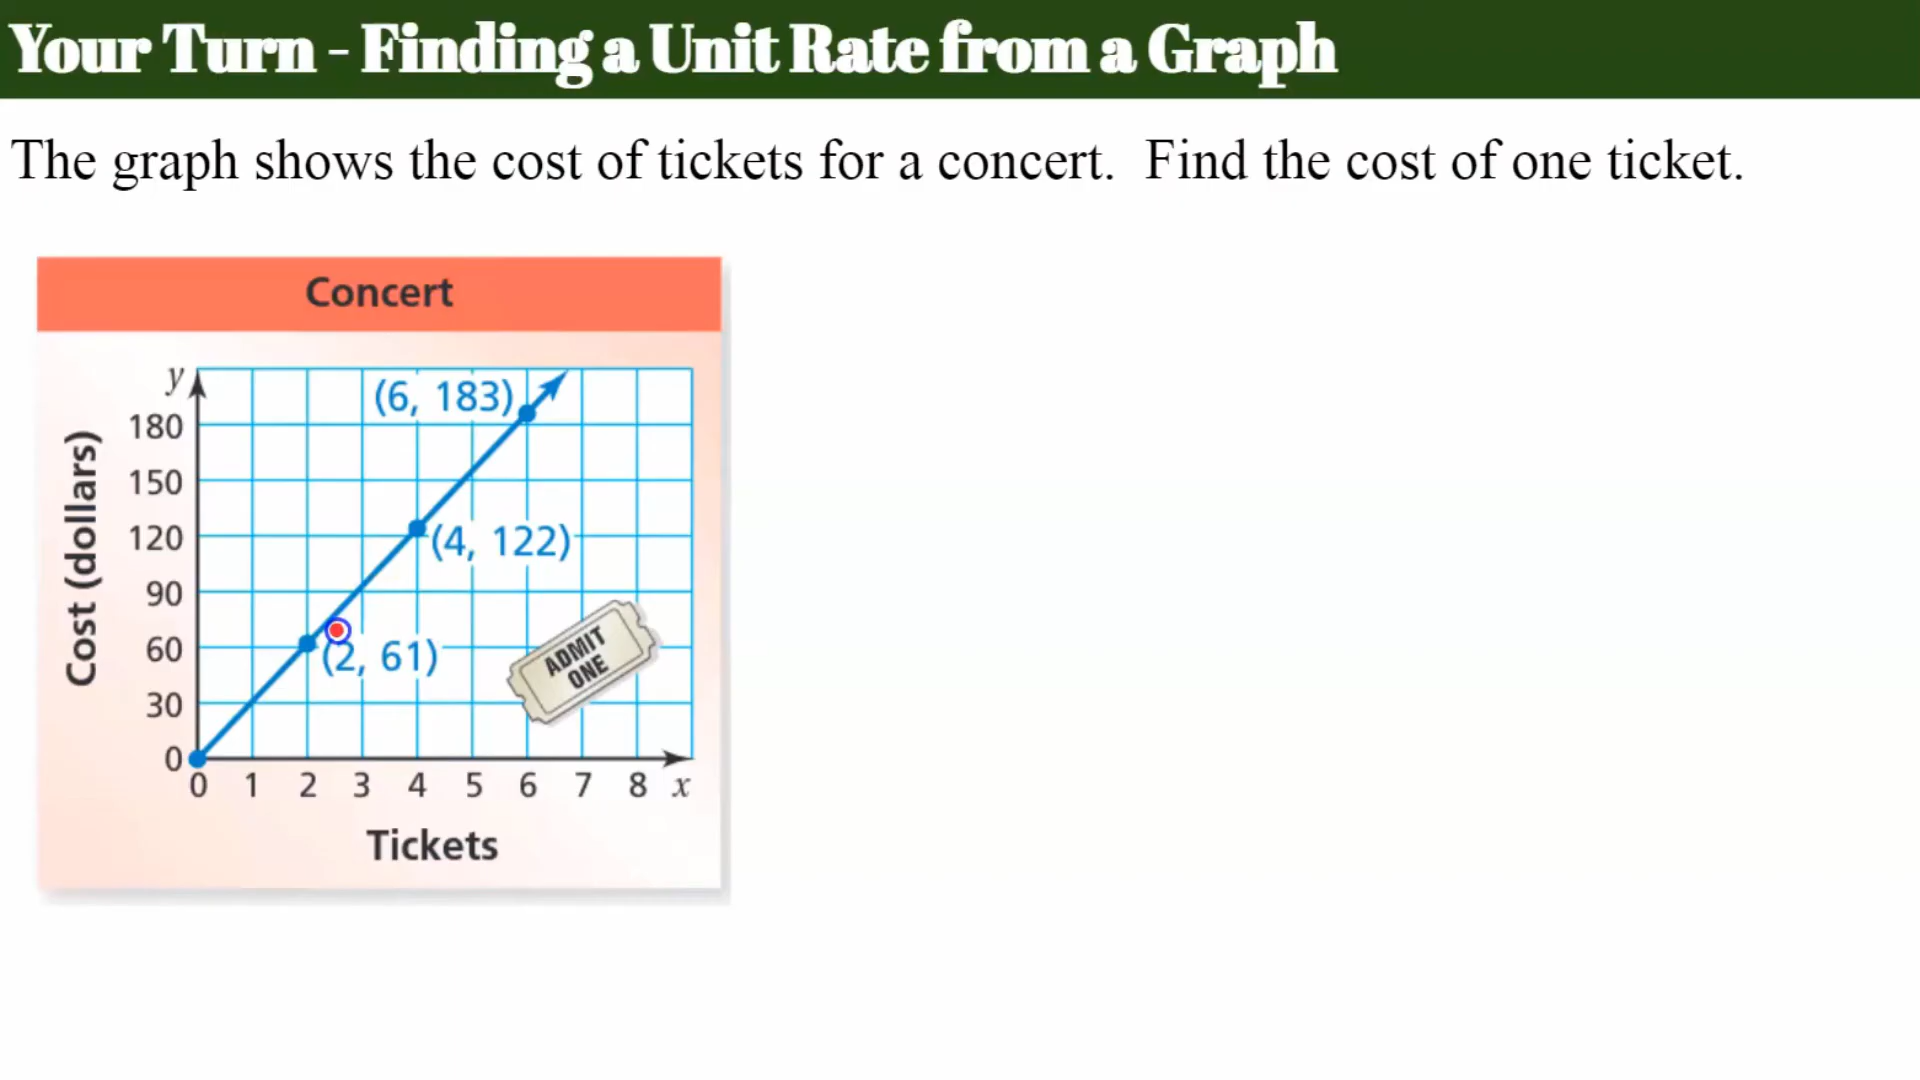 Your Turn - Finding a Unit Rate from a Graph
The graph shows the cost of tickets for a concert. Find the cost of one ticket.
Concert
y
(6, 183)
180
150
120
(4, 122)
90
60
(2, 61)
30
0
Cost (dollars)
ADMIT
ONE
0 1 2 3 4 5 6 7 8 x
Tickets